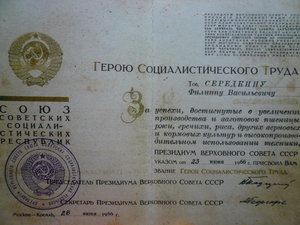 ГЕРОЮ СОЦИАЛИСТИЧЕСКОГО ТРУДА
Тов. СЕРЕДКИНУ
Филиппу Васильевичу
За успехи, достигнутые в увеличении
производства и заготовок пшеницы,
ржи, гречихи, риса, других зерновых
и кормовых культур и высокопроизво-
дительном использовании техники,
ПРЕЗИДИУМ ВЕРХОВНОГО СОВЕТА СССР
УКАЗОМ ОТ 23 июня 1966 г. ПРИСВОИЛ ВАМ
ЗВАНИЕ ГЕРОЯ СОЦИАЛИСТИЧЕСКОГО ТРУДА
СОЮЗ
СОВЕТСКИХ
СОЦИАЛИ-
СТИЧЕСКИХ
РЕСПУБЛИК
Председатель Президиума Верховного Совета СССР
Секретарь Президиума Верховного Совета СССР
Москва—Кремль, 28 июня 1966 г.